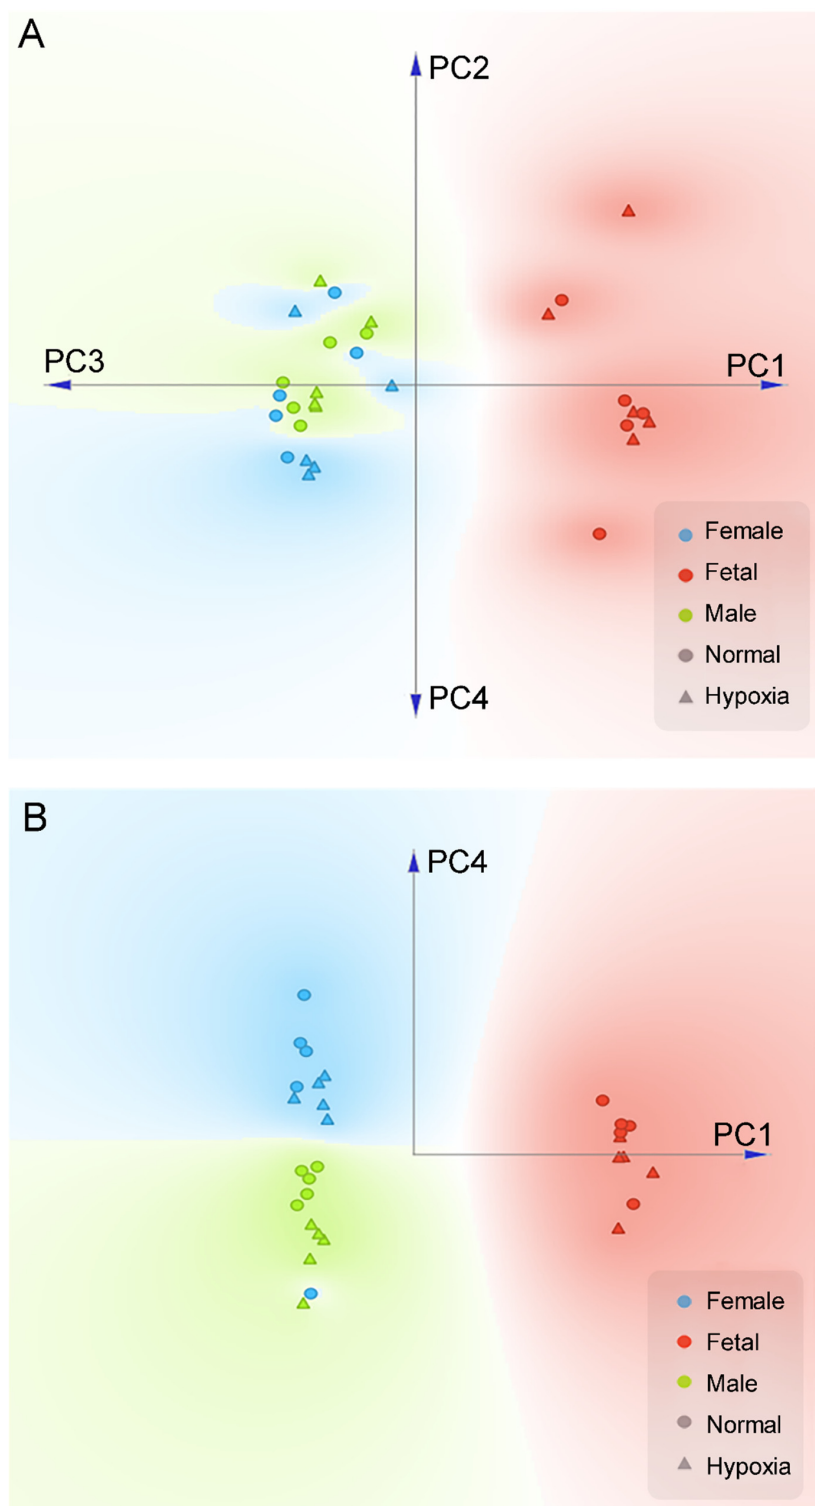 A
PC2
PC3
PC1
Female
Fetal
Male
Normal
Hypoxia
PC4
B
PC4
PC1
Female
Fetal
Male
Normal
Hypoxia